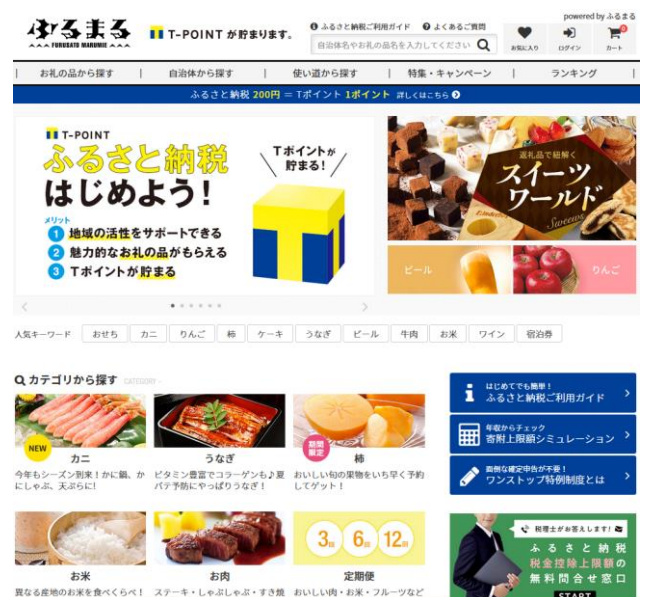 powered by ふるまる
ふるまる
FURUSATO MARUMIE
T-POINT が貯まります。
ふるさと納税ご利用ガイド
よくあるご質問
自治体名やお礼の品名を入力してください
お気に入り
ログイン
0
カート
お礼の品から探す
自治体から探す
使い道から探す
特集・キャンペーン
ランキング
ふるさと納税 200円 = Tポイント 1ポイント 詳しくはこちら
T-POINT
ふるさと納税
はじめよう!
メリット
1 地域の活性をサポートできる
2 魅力的なお礼の品がもらえる
3 Tポイントが貯まる
Tポイントが
貯まる!
返礼品で紐解く
スイーツ
ワールド
Sweets
ビール
りんご
人気キーワード
おせち
カニ
りんご
柿
ケーキ
うなぎ
ビール
牛肉
お米
ワイン
宿泊券
カテゴリから探す CATEGORY
NEW
カニ
今年もシーズン到来!かに鍋、か
にしゃぶ、天ぷらに!
うなぎ
ビタミン豊富でコラーゲンも♪夏
バテ予防にやっぱりうなぎ!
期間
限定
柿
おいしい旬の果物をいち早く予約
してゲット!
お米
異なる産地のお米を食べくらべ!
お肉
ステーキ・しゃぶしゃぶ・すき焼
3回 6回 12回
定期便
おいしい肉・お米・フルーツなど
はじめてでも簡単!
ふるさと納税ご利用ガイド
年収からチェック
寄附上限額シミュレーション
面倒な確定申告が不要!
ワンストップ特例制度とは
税理士がお答えします!
ふるさと納税
税金控除上限額の
無料問合せ窓口
START